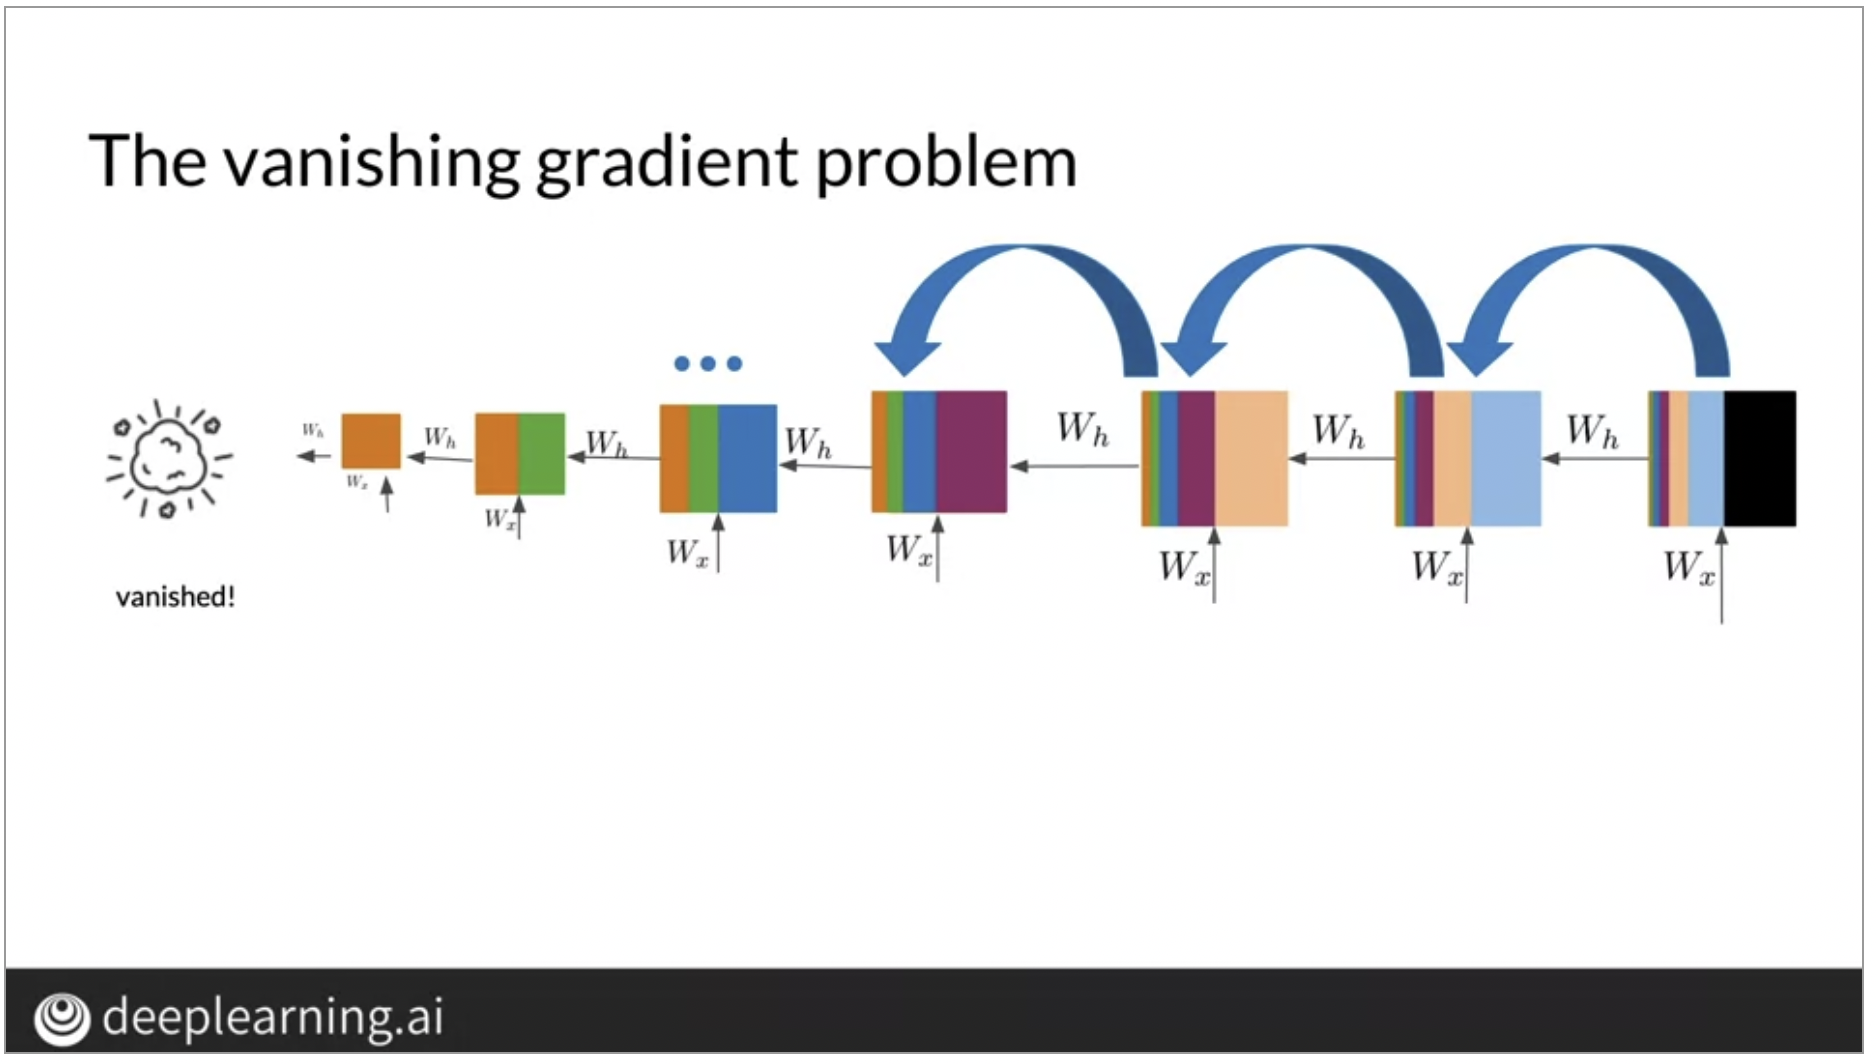 The vanishing gradient problem
W_h W_h W_h W_h W_h W_h W_h
W_x W_x W_x W_x W_x W_x W_x
vanished!
deeplearning.ai